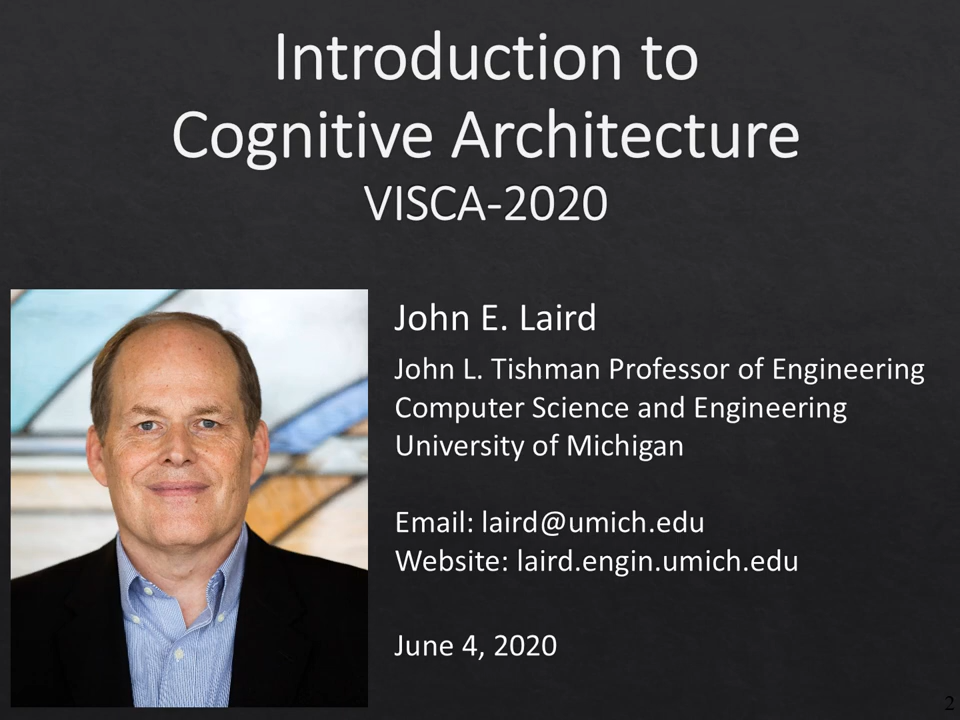 Introduction to
Cognitive Architecture
VISCA-2020
John E. Laird
John L. Tishman Professor of Engineering
Computer Science and Engineering
University of Michigan
Email: laird@umich.edu
Website: laird.engin.umich.edu
June 4, 2020
2